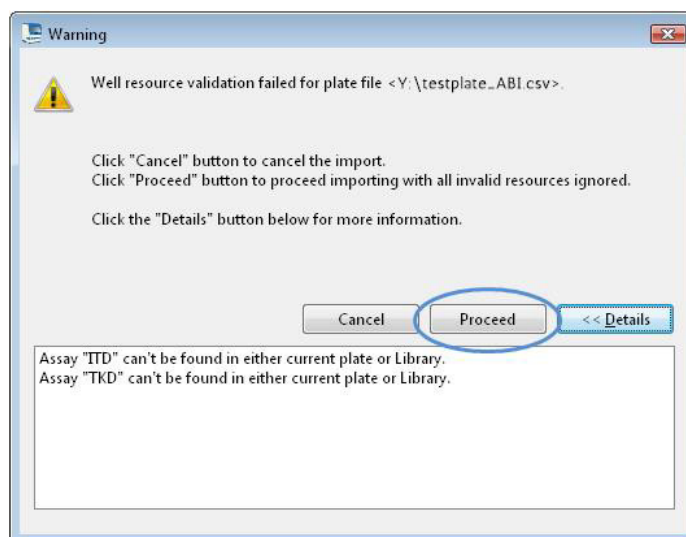 Warning
Well resource validation failed for plate file <Y:\testplate_ABI.csv>.
Click "Cancel" button to cancel the import.
Click "Proceed" button to proceed importing with all invalid resources ignored.
Click the "Details" button below for more information.
Cancel
Proceed
<< Details
Assay "ITD" can't be found in either current plate or Library.
Assay "TKD" can't be found in either current plate or Library.